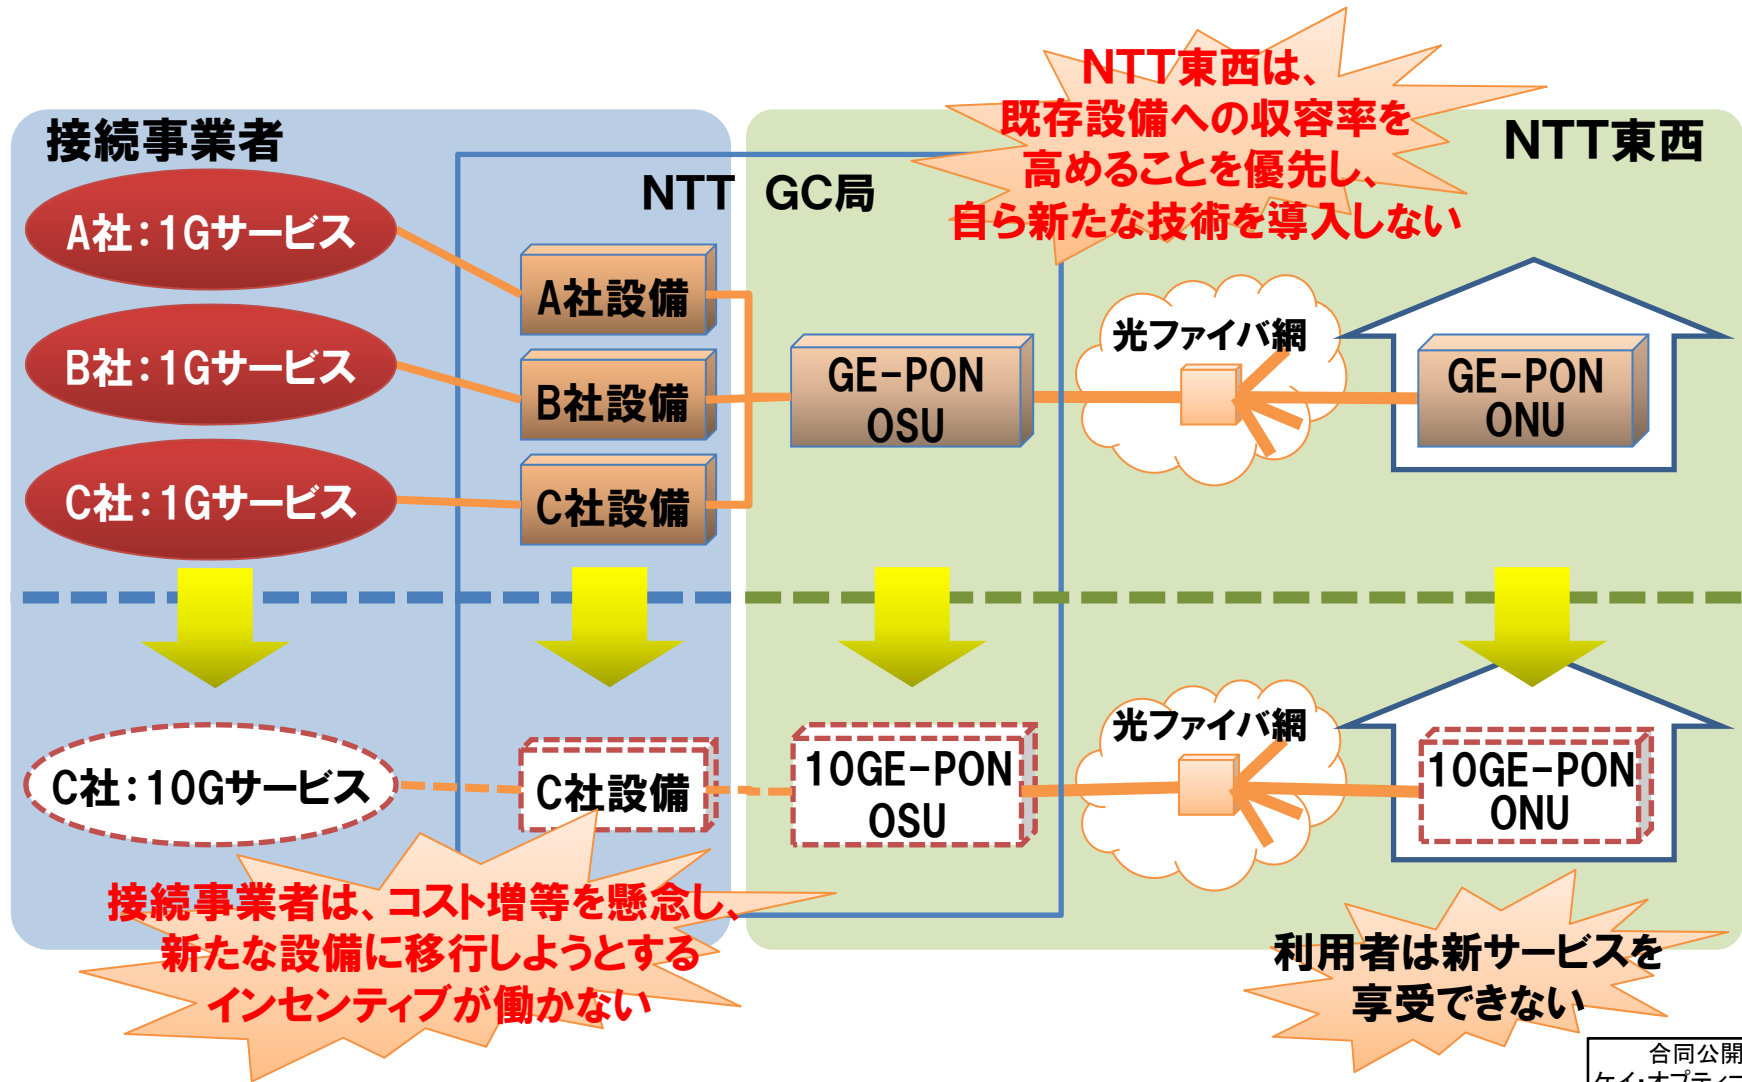 NTT東西は、
既存設備への収容率を
高めることを優先し、
自ら新たな技術を導入しない
接続事業者
NTT東西
NTT GC局
A社:1Gサービス
A社設備
B社:1Gサービス
B社設備
C社:1Gサービス
C社設備
GE-PON
OSU
光ファイバ網
GE-PON
ONU
C社:10Gサービス
C社設備
10GE-PON
OSU
光ファイバ網
10GE-PON
ONU
接続事業者は、コスト増等を懸念し、
新たな設備に移行しようとする
インセンティブが働かない
利用者は新サービスを
享受できない
合同公開